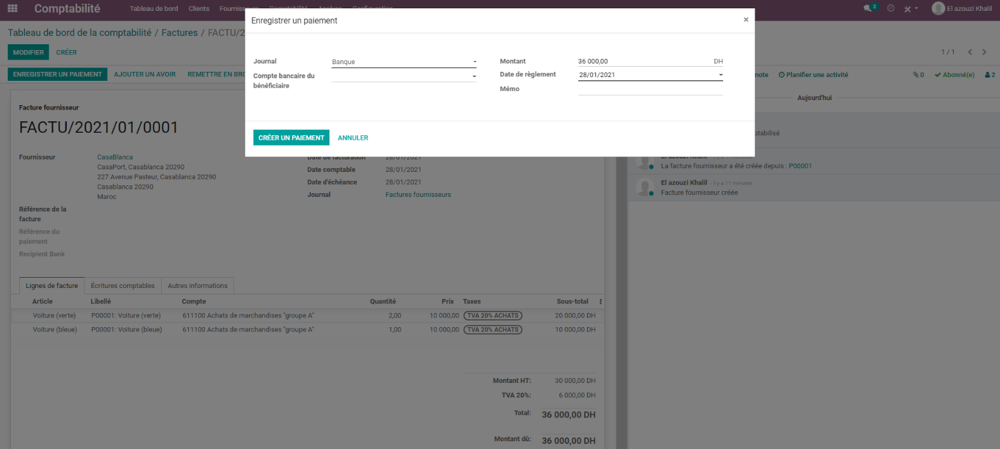 Comptabilité Tableau de bord Clients 2 El azouzi Khalil
Enregistrer un paiement ×
Tableau de bord de la comptabilité / Factures / FACTU/2
MODIFIER CRÉER 1 / 1
Journal Banque Montant 36 000,00 DH
Compte bancaire du
bénéficiaire
Date de règlement 28/01/2021
Mémo
ENREGISTRER UN PAIEMENT AJOUTER UN AVOIR REMETTRE EN BRO
note Planifier une activité 0 Abonné(e) 2
Aujourd'hui
CRÉER UN PAIEMENT ANNULER
Facture fournisseur
FACTU/2021/01/0001
Fournisseur CasaBlanca
CasaPort, Casablanca 20290
227 Avenue Pasteur, Casablanca 20290
Casablanca 20290
Maroc
Référence de la
facture
Référence du
paiement
Recipient Bank
Date de facturation 28/01/2021
Date comptable 28/01/2021
Date d'échéance 28/01/2021
Journal Factures fournisseurs
ptabilisé
El azouzi Khalil
La facture fournisseur a été créée depuis : P00001
El azouzi Khalil - il y a 11 minutes
Facture fournisseur créée
Lignes de facture Écritures comptables Autres informations
Article Libellé Compte Quantité Prix Taxes Sous-total
Voiture (verte) P00001: Voiture (verte) 611100 Achats de marchandises "groupe A" 2,00 10 000,00 TVA 20% ACHATS 20 000,00 DH
Voiture (bleue) P00001: Voiture (bleue) 611100 Achats de marchandises "groupe A" 1,00 10 000,00 TVA 20% ACHATS 10 000,00 DH
Montant HT: 30 000,00 DH
TVA 20%: 6 000,00 DH
Total: 36 000,00 DH
Montant dû: 36 000,00 DH